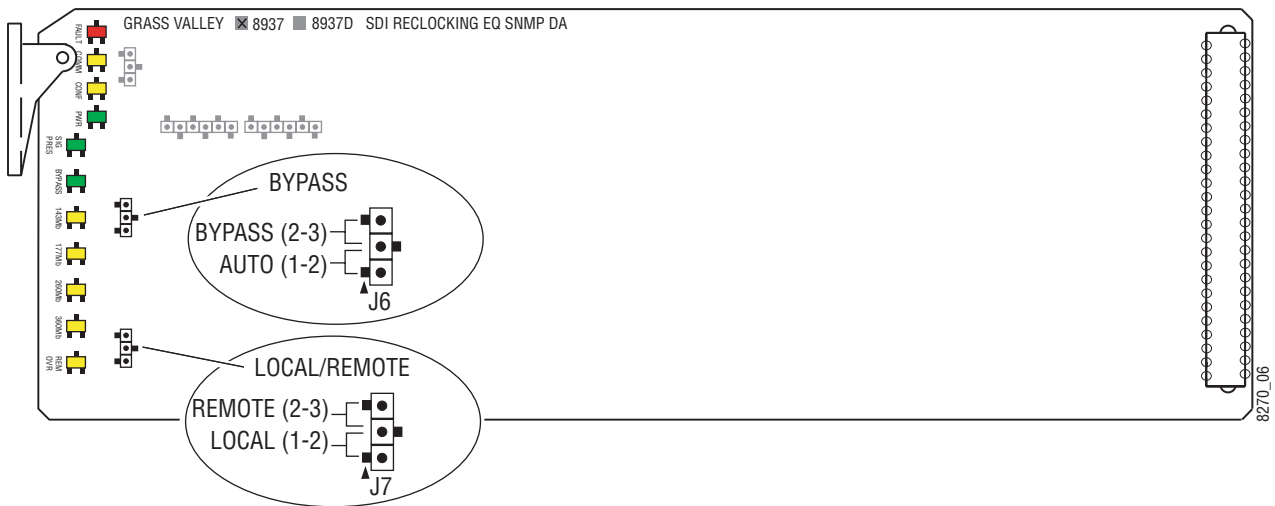 GRASS VALLEY 8937 8937D SDI RECLOCKING EQ SNMP DA
FAULT
COMM
CONF
PWR
SIG
PRES
BYPASS
143Mb
177Mb
260Mb
360Mb
REM
OVR
BYPASS
BYPASS (2-3)
AUTO (1-2)
J6
LOCAL/REMOTE
REMOTE (2-3)
LOCAL (1-2)
J7
8270_06